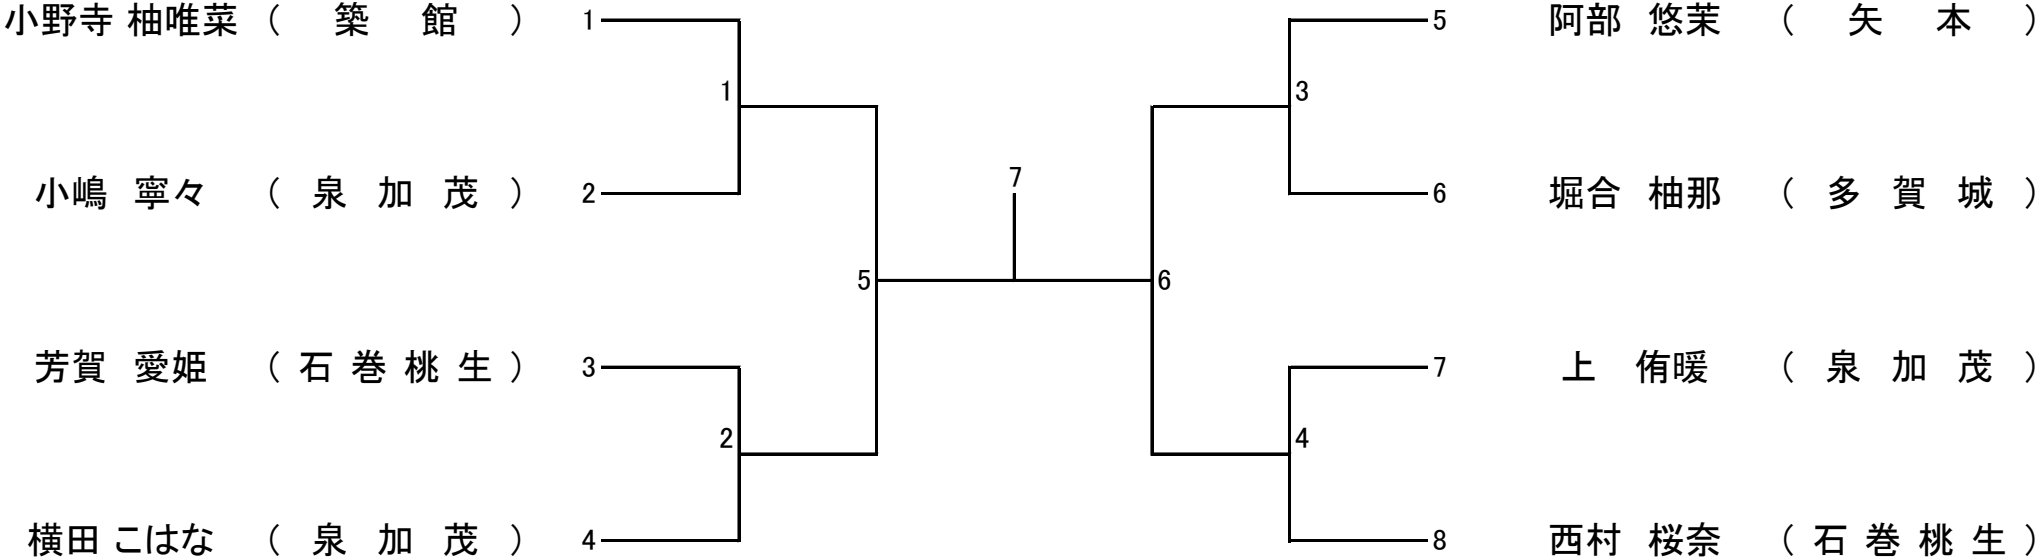 小野寺 柚唯菜 （ 築 館 ） 1
5 阿部 悠茉 （ 矢 本 ）
1
3
小嶋 寧々 （ 泉 加 茂 ） 2
7
6 堀合 柚那 （ 多 賀 城 ）
5
6
芳賀 愛姫 （ 石 巻 桃 生 ） 3
7 上 侑暖 （ 泉 加 茂 ）
2
4
横田 こはな （ 泉 加 茂 ） 4
8 西村 桜奈 （ 石 巻 桃 生 ）